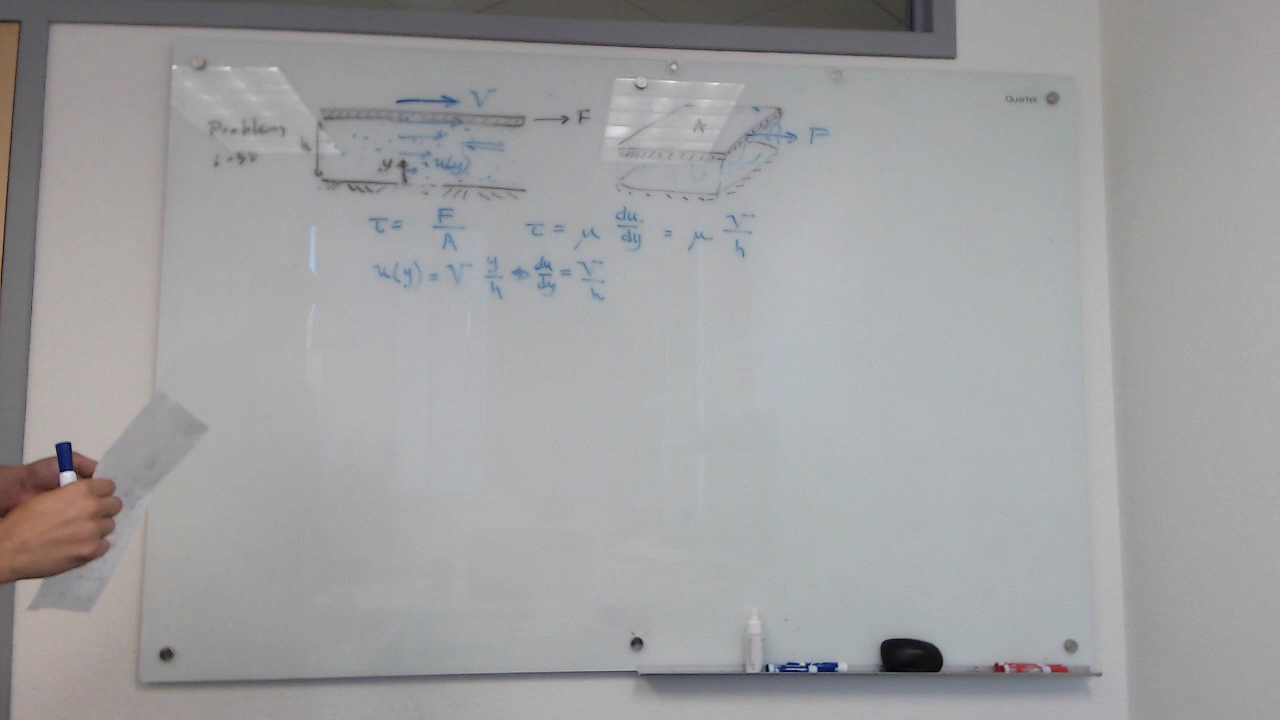 V
F
Quartet
Problem
h
A
F
y
u(y)
τ = F/A
τ = μ du/dy = μ V/h
u(y) = V y/h → du/dy = V/h